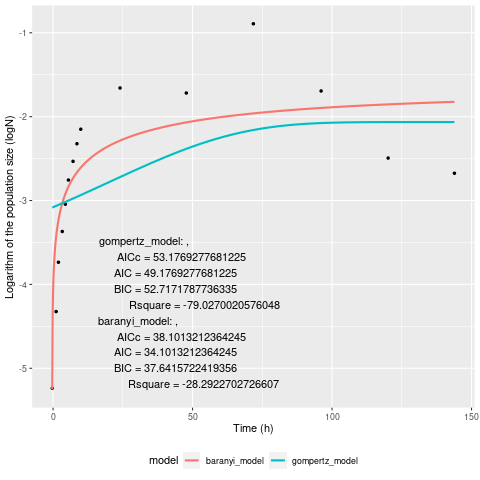 Logarithm of the population size (logN)
-1
-2
-3
-4
-5
gompertz_model: ,
AICc = 53.1769277681225
AIC = 49.1769277681225
BIC = 52.7171787736335
Rsquare = -79.0270020576048
baranyi_model: ,
AICc = 38.1013212364245
AIC = 34.1013212364245
BIC = 37.6415722419356
Rsquare = -28.2922702726607
0 50 100 150
Time (h)
model baranyi_model gompertz_model